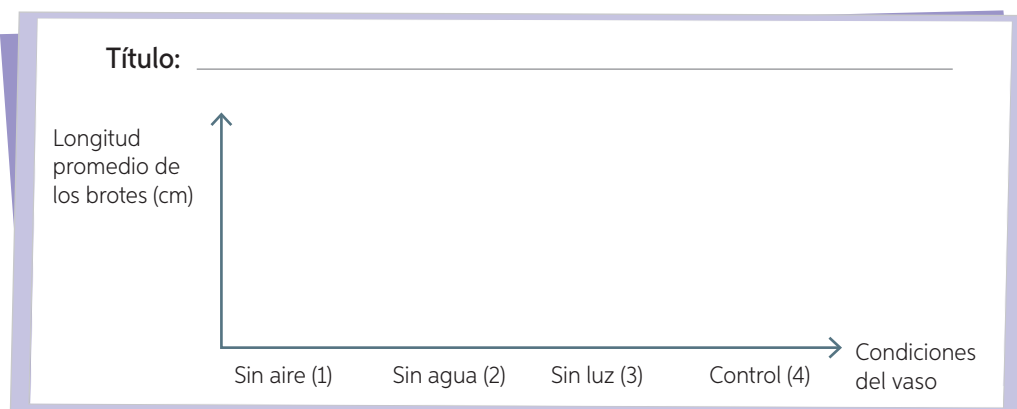 Título:
Longitud
promedio de
los brotes (cm)
Sin aire (1)
Sin agua (2)
Sin luz (3)
Control (4)
Condiciones
del vaso